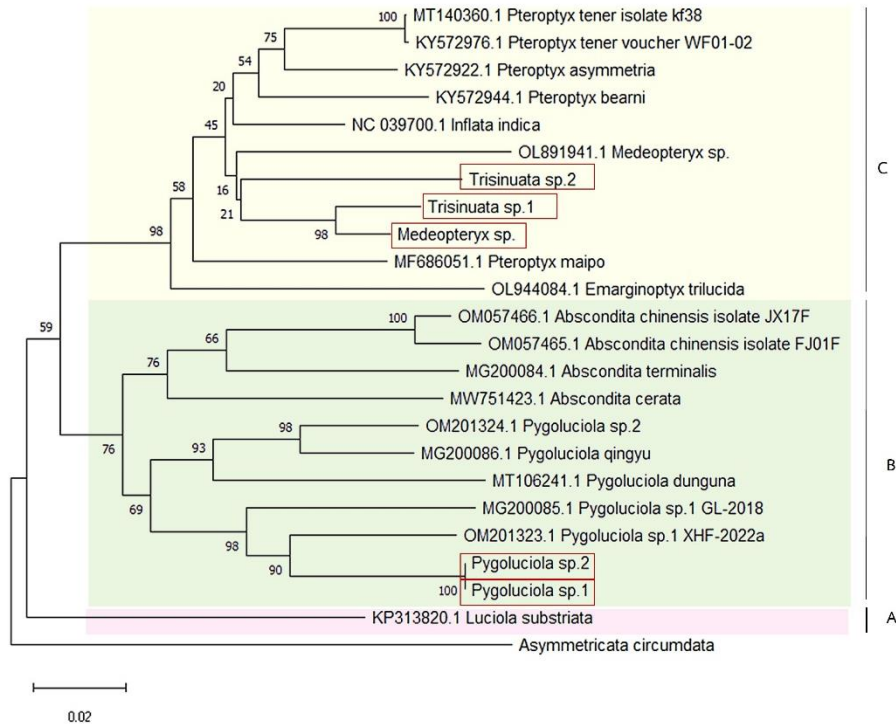 100
MT140360.1 Pteroptyx tener isolate kf38
75
KY572976.1 Pteroptyx tener voucher WF01-02
54
KY572922.1 Pteroptyx asymmetria
20
KY572944.1 Pteroptyx bearni
45
NC 039700.1 Inflata indica
OL891941.1 Medeopteryx sp.
C
16
Trisinuata sp.2
58
21
Trisinuata sp.1
98
98
Medeopteryx sp.
MF686051.1 Pteroptyx maipo
OL944084.1 Emarginoptyx trilucida
59
100
OM057466.1 Abscondita chinensis isolate JX17F
66
OM057465.1 Abscondita chinensis isolate FJ01F
76
MG200084.1 Abscondita terminalis
MW751423.1 Abscondita cerata
76
98
OM201324.1 Pygoluciola sp.2
93
MG200086.1 Pygoluciola qingyu
B
MT106241.1 Pygoluciola dunguna
69
MG200085.1 Pygoluciola sp.1 GL-2018
98
OM201323.1 Pygoluciola sp.1 XHF-2022a
90
Pygoluciola sp.2
100
Pygoluciola sp.1
KP313820.1 Luciola substriata
A
Asymmetricata circumdata
0.02